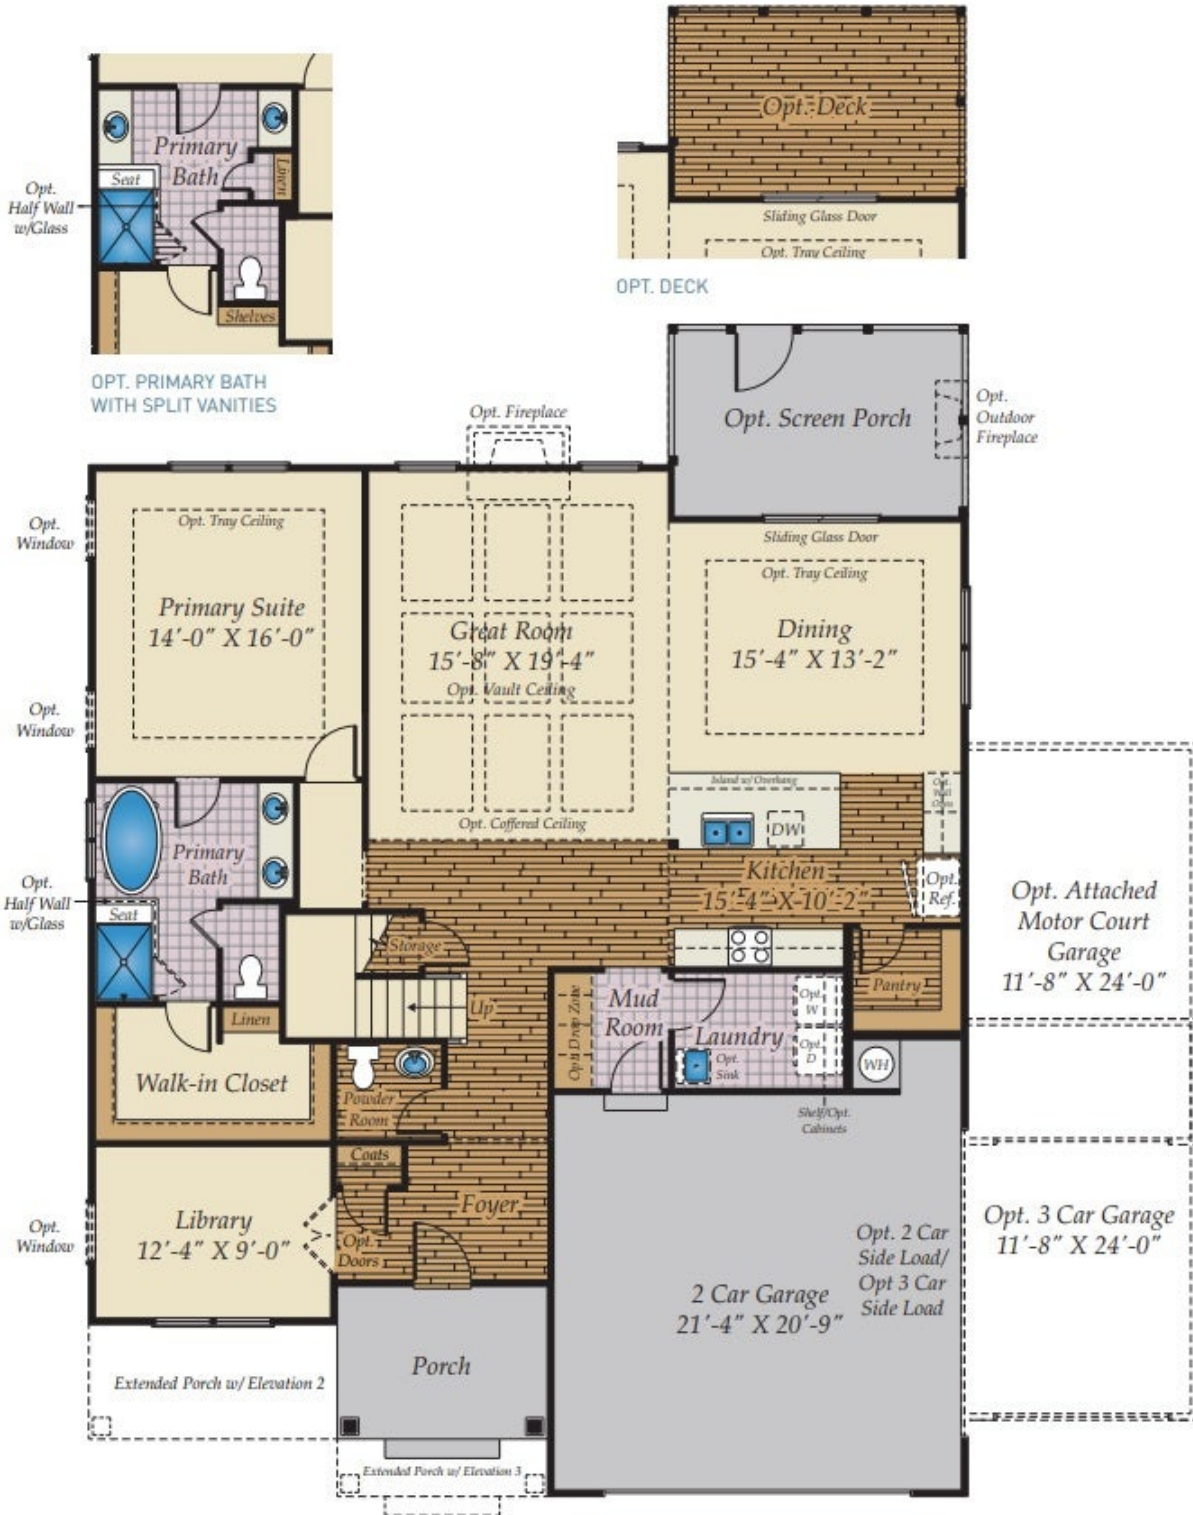 Opt. Deck
Sliding Glass Door
Opt. Tray Ceiling
OPT. DECK
Primary
Bath
Linen
Seat
Opt.
Half Wall
w/Glass
Shelves
OPT. PRIMARY BATH
WITH SPLIT VANITIES
Opt. Fireplace
Opt. Screen Porch
Opt.
Outdoor
Fireplace
Opt.
Window
Opt. Tray Ceiling
Primary Suite
14'-0" X 16'-0"
Opt.
Window
Great Room
15'-8" X 19'-4"
Opt. Vault Ceiling
Opt. Coffered Ceiling
Sliding Glass Door
Opt. Tray Ceiling
Dining
15'-4" X 13'-2"
Island w/ Overhang
DW
Opt.
Wall
Oven
Kitchen
15'-4" X 10'-2"
Opt.
Ref.
Primary
Bath
Opt.
Half Wall
w/Glass
Seat
Linen
Storage
Up
Mud
Room
Opt. Drop Zone
Laundry
Opt.
W
Opt.
D
Opt.
Sink
Pantry
WH
Shelf/Opt.
Cabinets
Opt. Attached
Motor Court
Garage
11'-8" X 24'-0"
Walk-in Closet
Powder
Room
Coats
Foyer
Library
12'-4" X 9'-0"
Opt.
Window
Opt.
Doors
2 Car Garage
21'-4" X 20'-9"
Opt. 2 Car
Side Load/
Opt 3 Car
Side Load
Opt. 3 Car Garage
11'-8" X 24'-0"
Porch
Extended Porch w/ Elevation 2
Extended Porch w/ Elevation 3